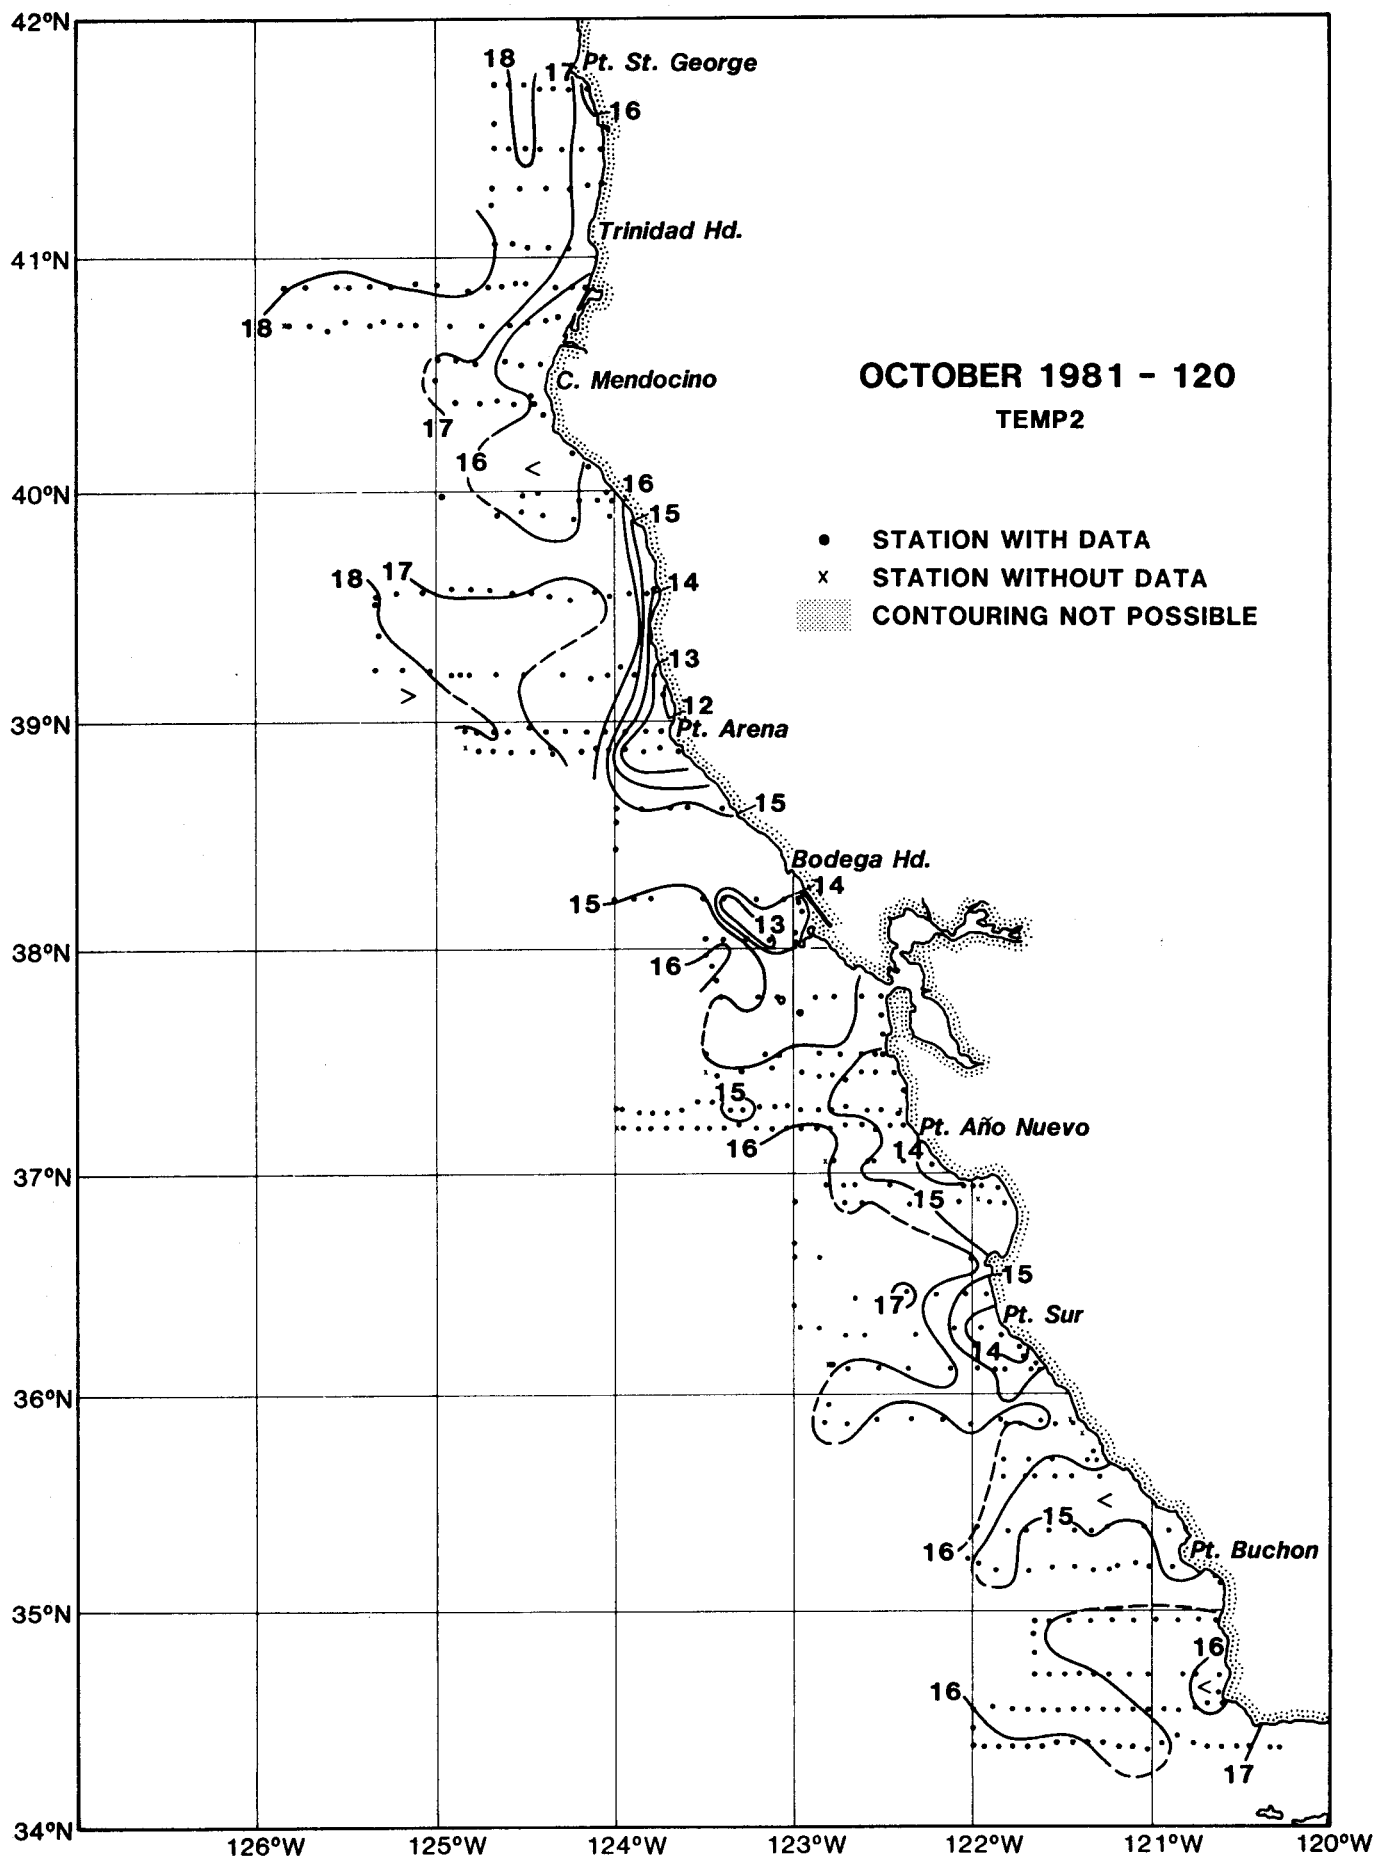 42°N
18
17
Pt. St. George
16
Trinidad Hd.
41°N
18
OCTOBER 1981 - 120
TEMP2
C. Mendocino
17
16
<
40°N
16
15
• STATION WITH DATA
x STATION WITHOUT DATA
CONTOURING NOT POSSIBLE
18
17
14
13
>
12
39°N
Pt. Arena
15
Bodega Hd.
14
15
13
38°N
16
15
Pt. Año Nuevo
16
14
37°N
15
15
17
Pt. Sur
14
36°N
<
15
16
Pt. Buchon
35°N
16
<
16
17
34°N
126°W
125°W
124°W
123°W
122°W
121°W
120°W